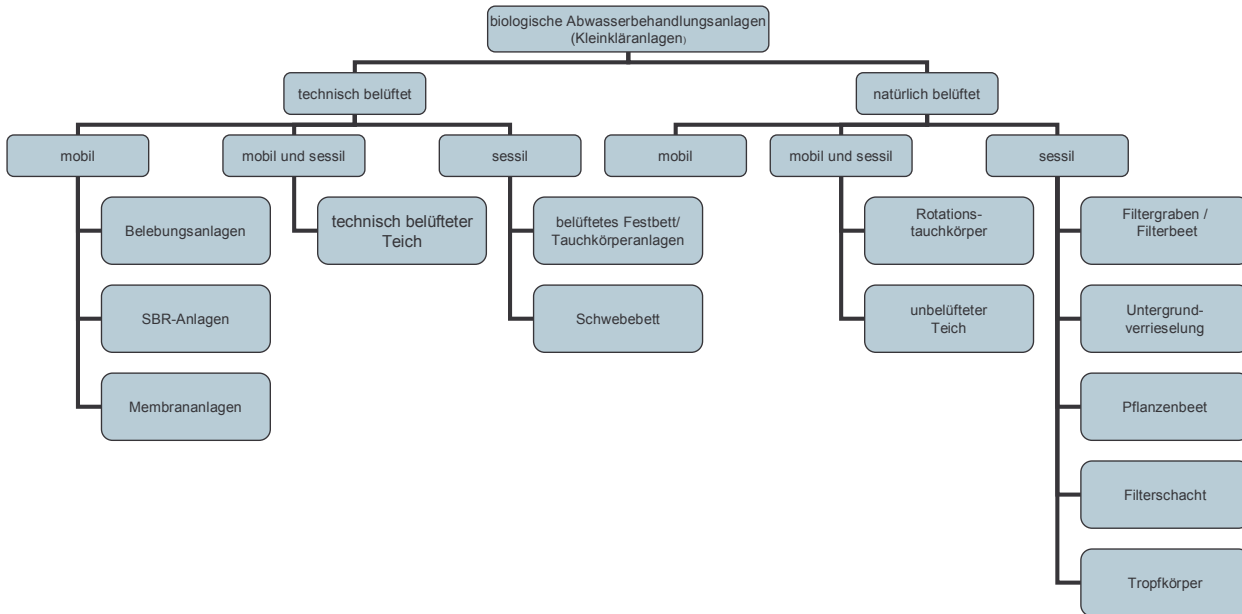 biologische Abwasserbehandlungsanlagen
(Kleinkläranlagen)
technisch belüftet
natürlich belüftet
mobil
mobil und sessil
sessil
mobil
mobil und sessil
sessil
Belebungsanlagen
SBR-Anlagen
Membrananlagen
technisch belüfteter
Teich
belüftetes Festbett/
Tauchkörperanlagen
Schwebebett
Rotations-
tauchkörper
unbelüfteter
Teich
Filtergraben /
Filterbeet
Untergrund-
verrieselung
Pflanzenbeet
Filterschacht
Tropfkörper